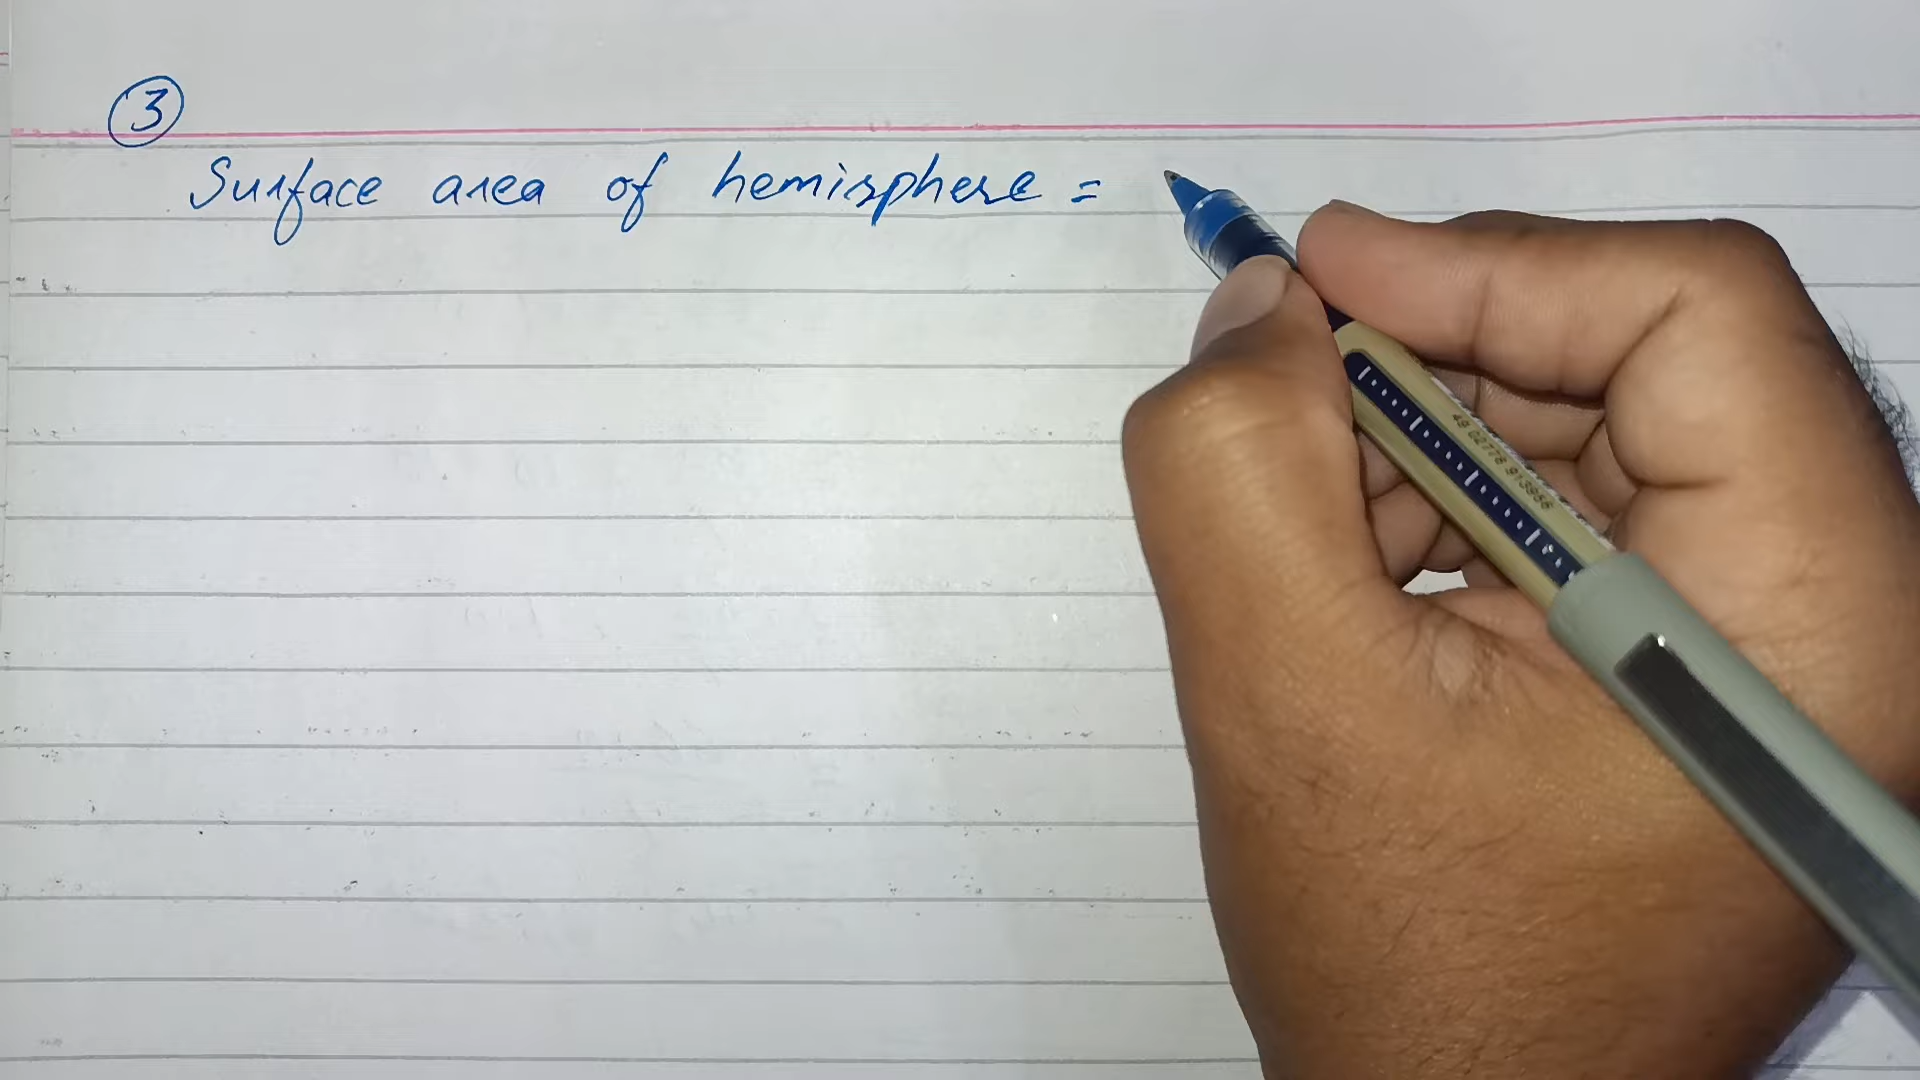 3
Surface area of hemisphere =